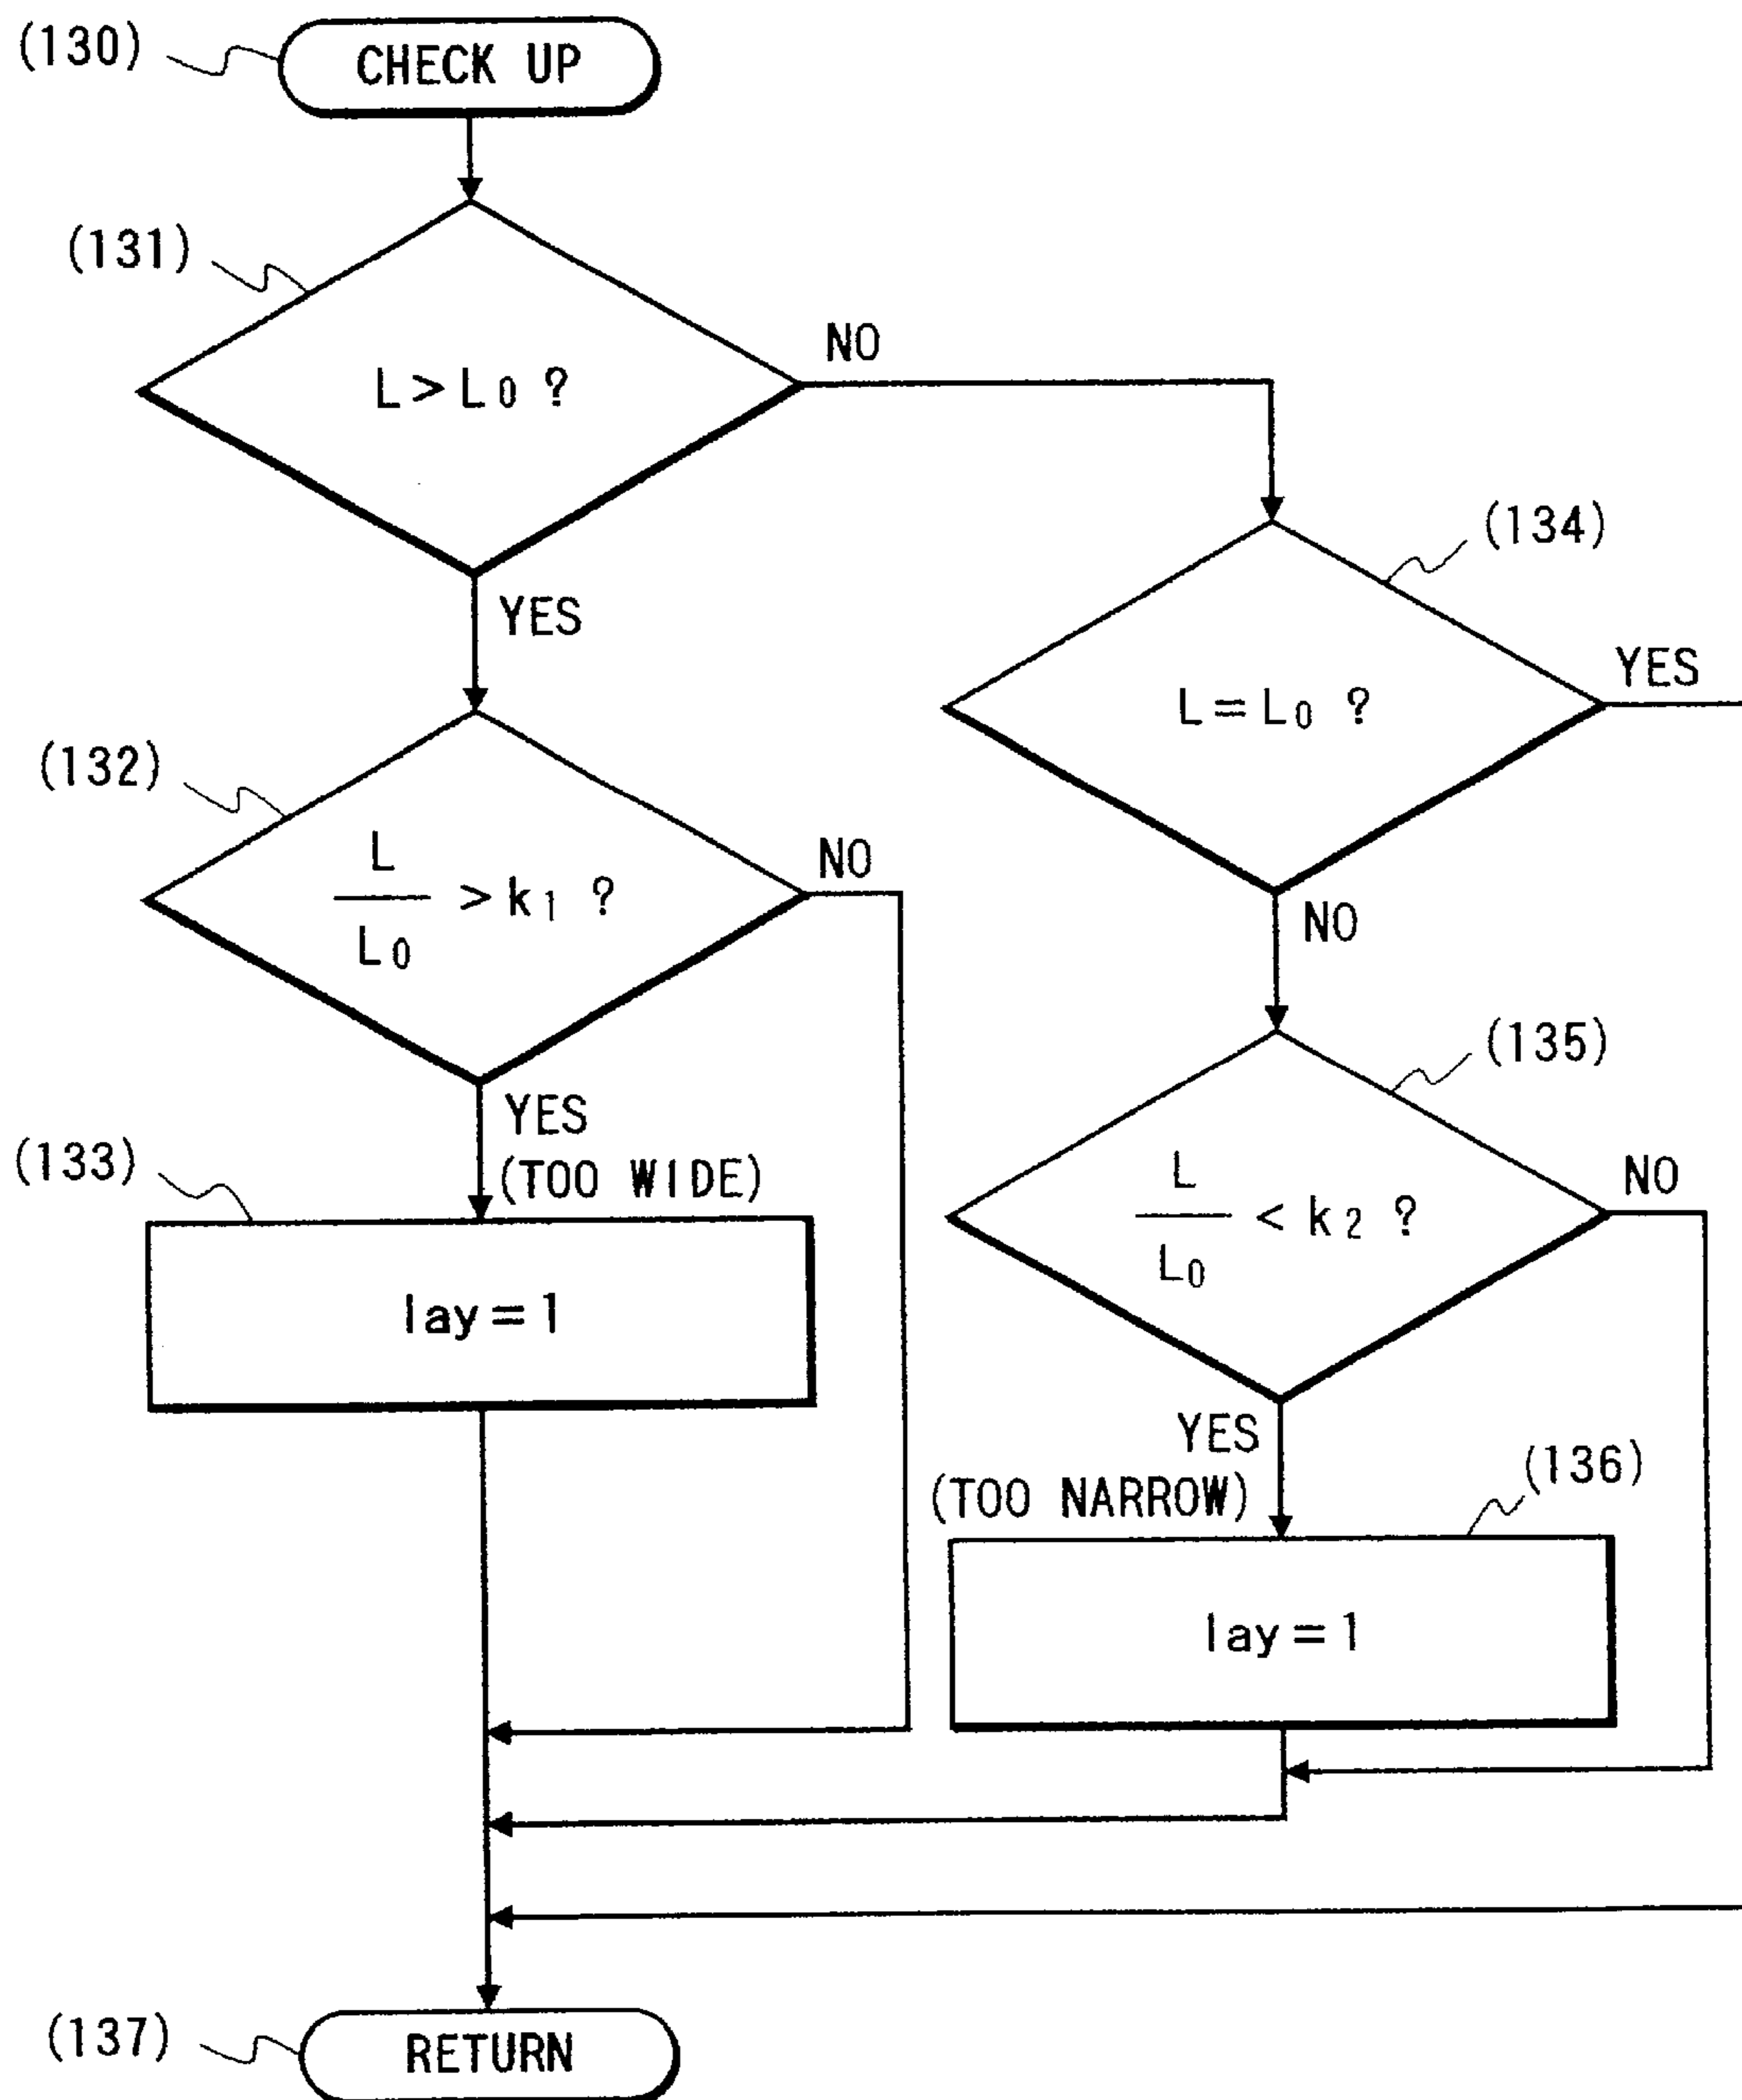 (130)
CHECK UP
(131)
L > L0 ?
NO
YES
(134)
L = L0 ?
YES
NO
(132)
L
L0
> k1 ?
NO
YES
(TOO WIDE)
(133)
lay = 1
(135)
L
L0
< k2 ?
NO
YES
(TOO NARROW)
(136)
lay = 1
(137)
RETURN